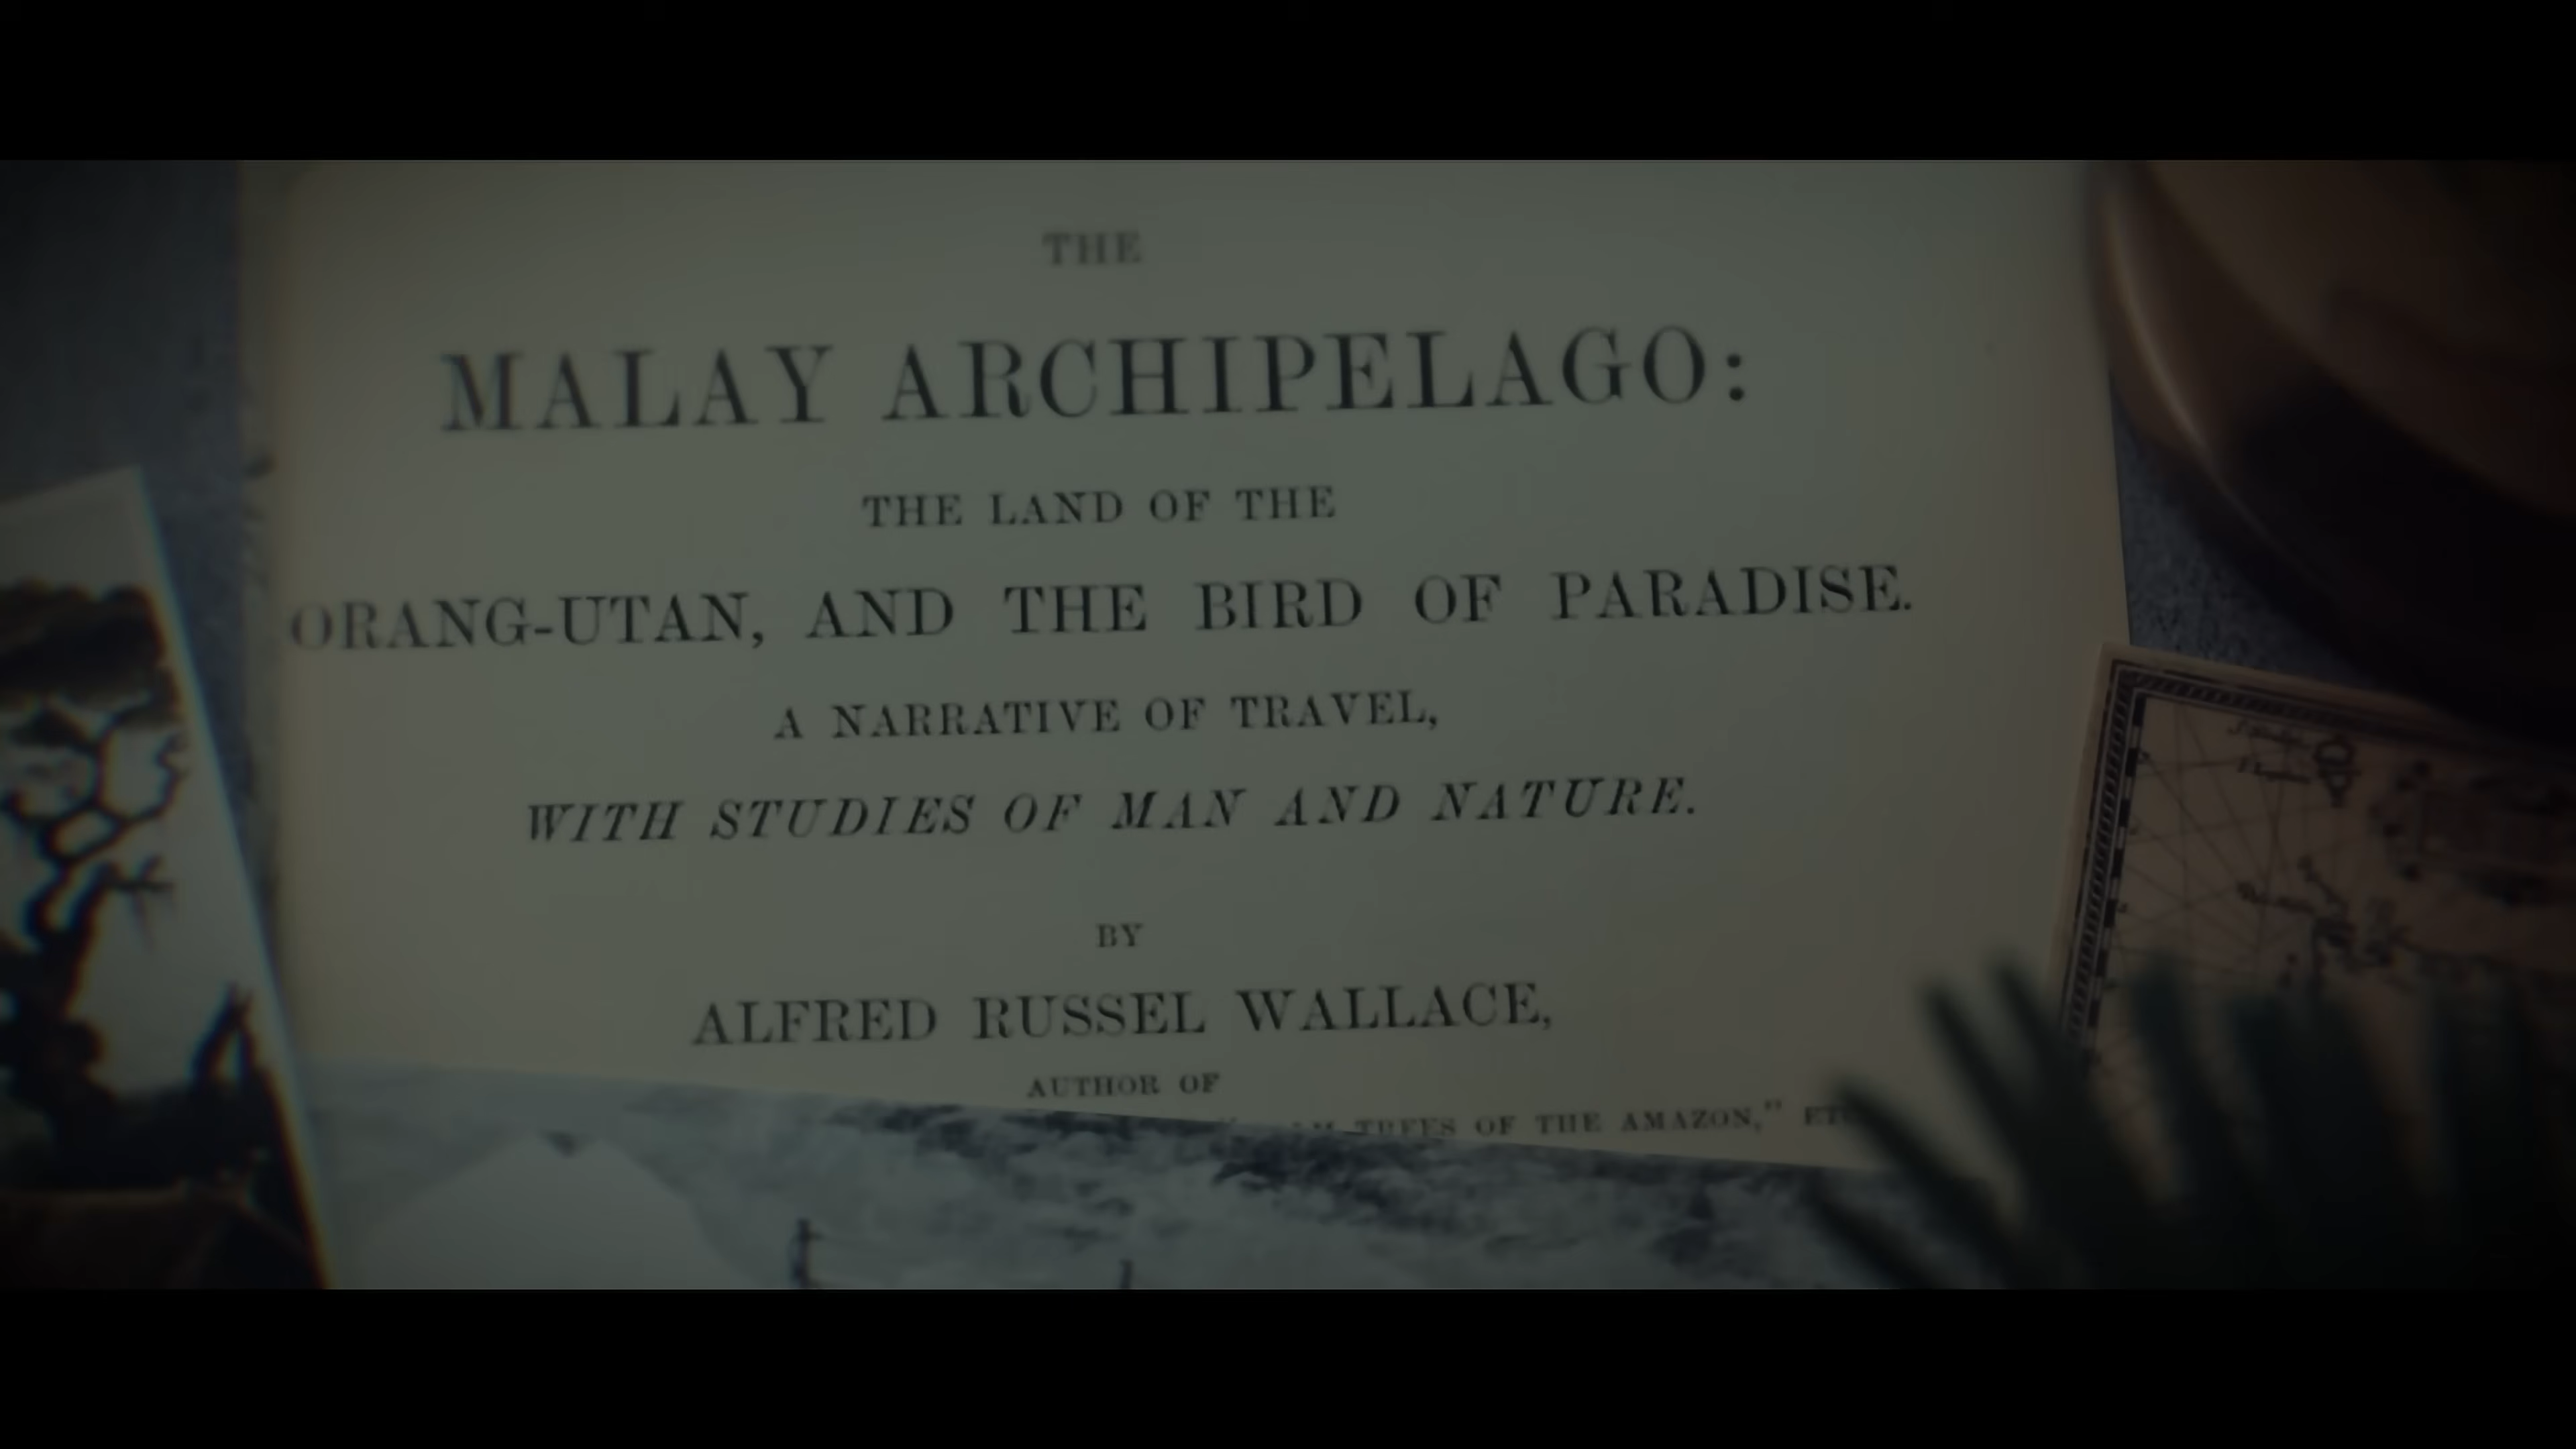 THE
MALAY ARCHIPELAGO:
THE LAND OF THE
ORANG-UTAN, AND THE BIRD OF PARADISE.
A NARRATIVE OF TRAVEL,
WITH STUDIES OF MAN AND NATURE.
BY
ALFRED RUSSEL WALLACE,
AUTHOR OF
TREES OF THE AMAZON,"